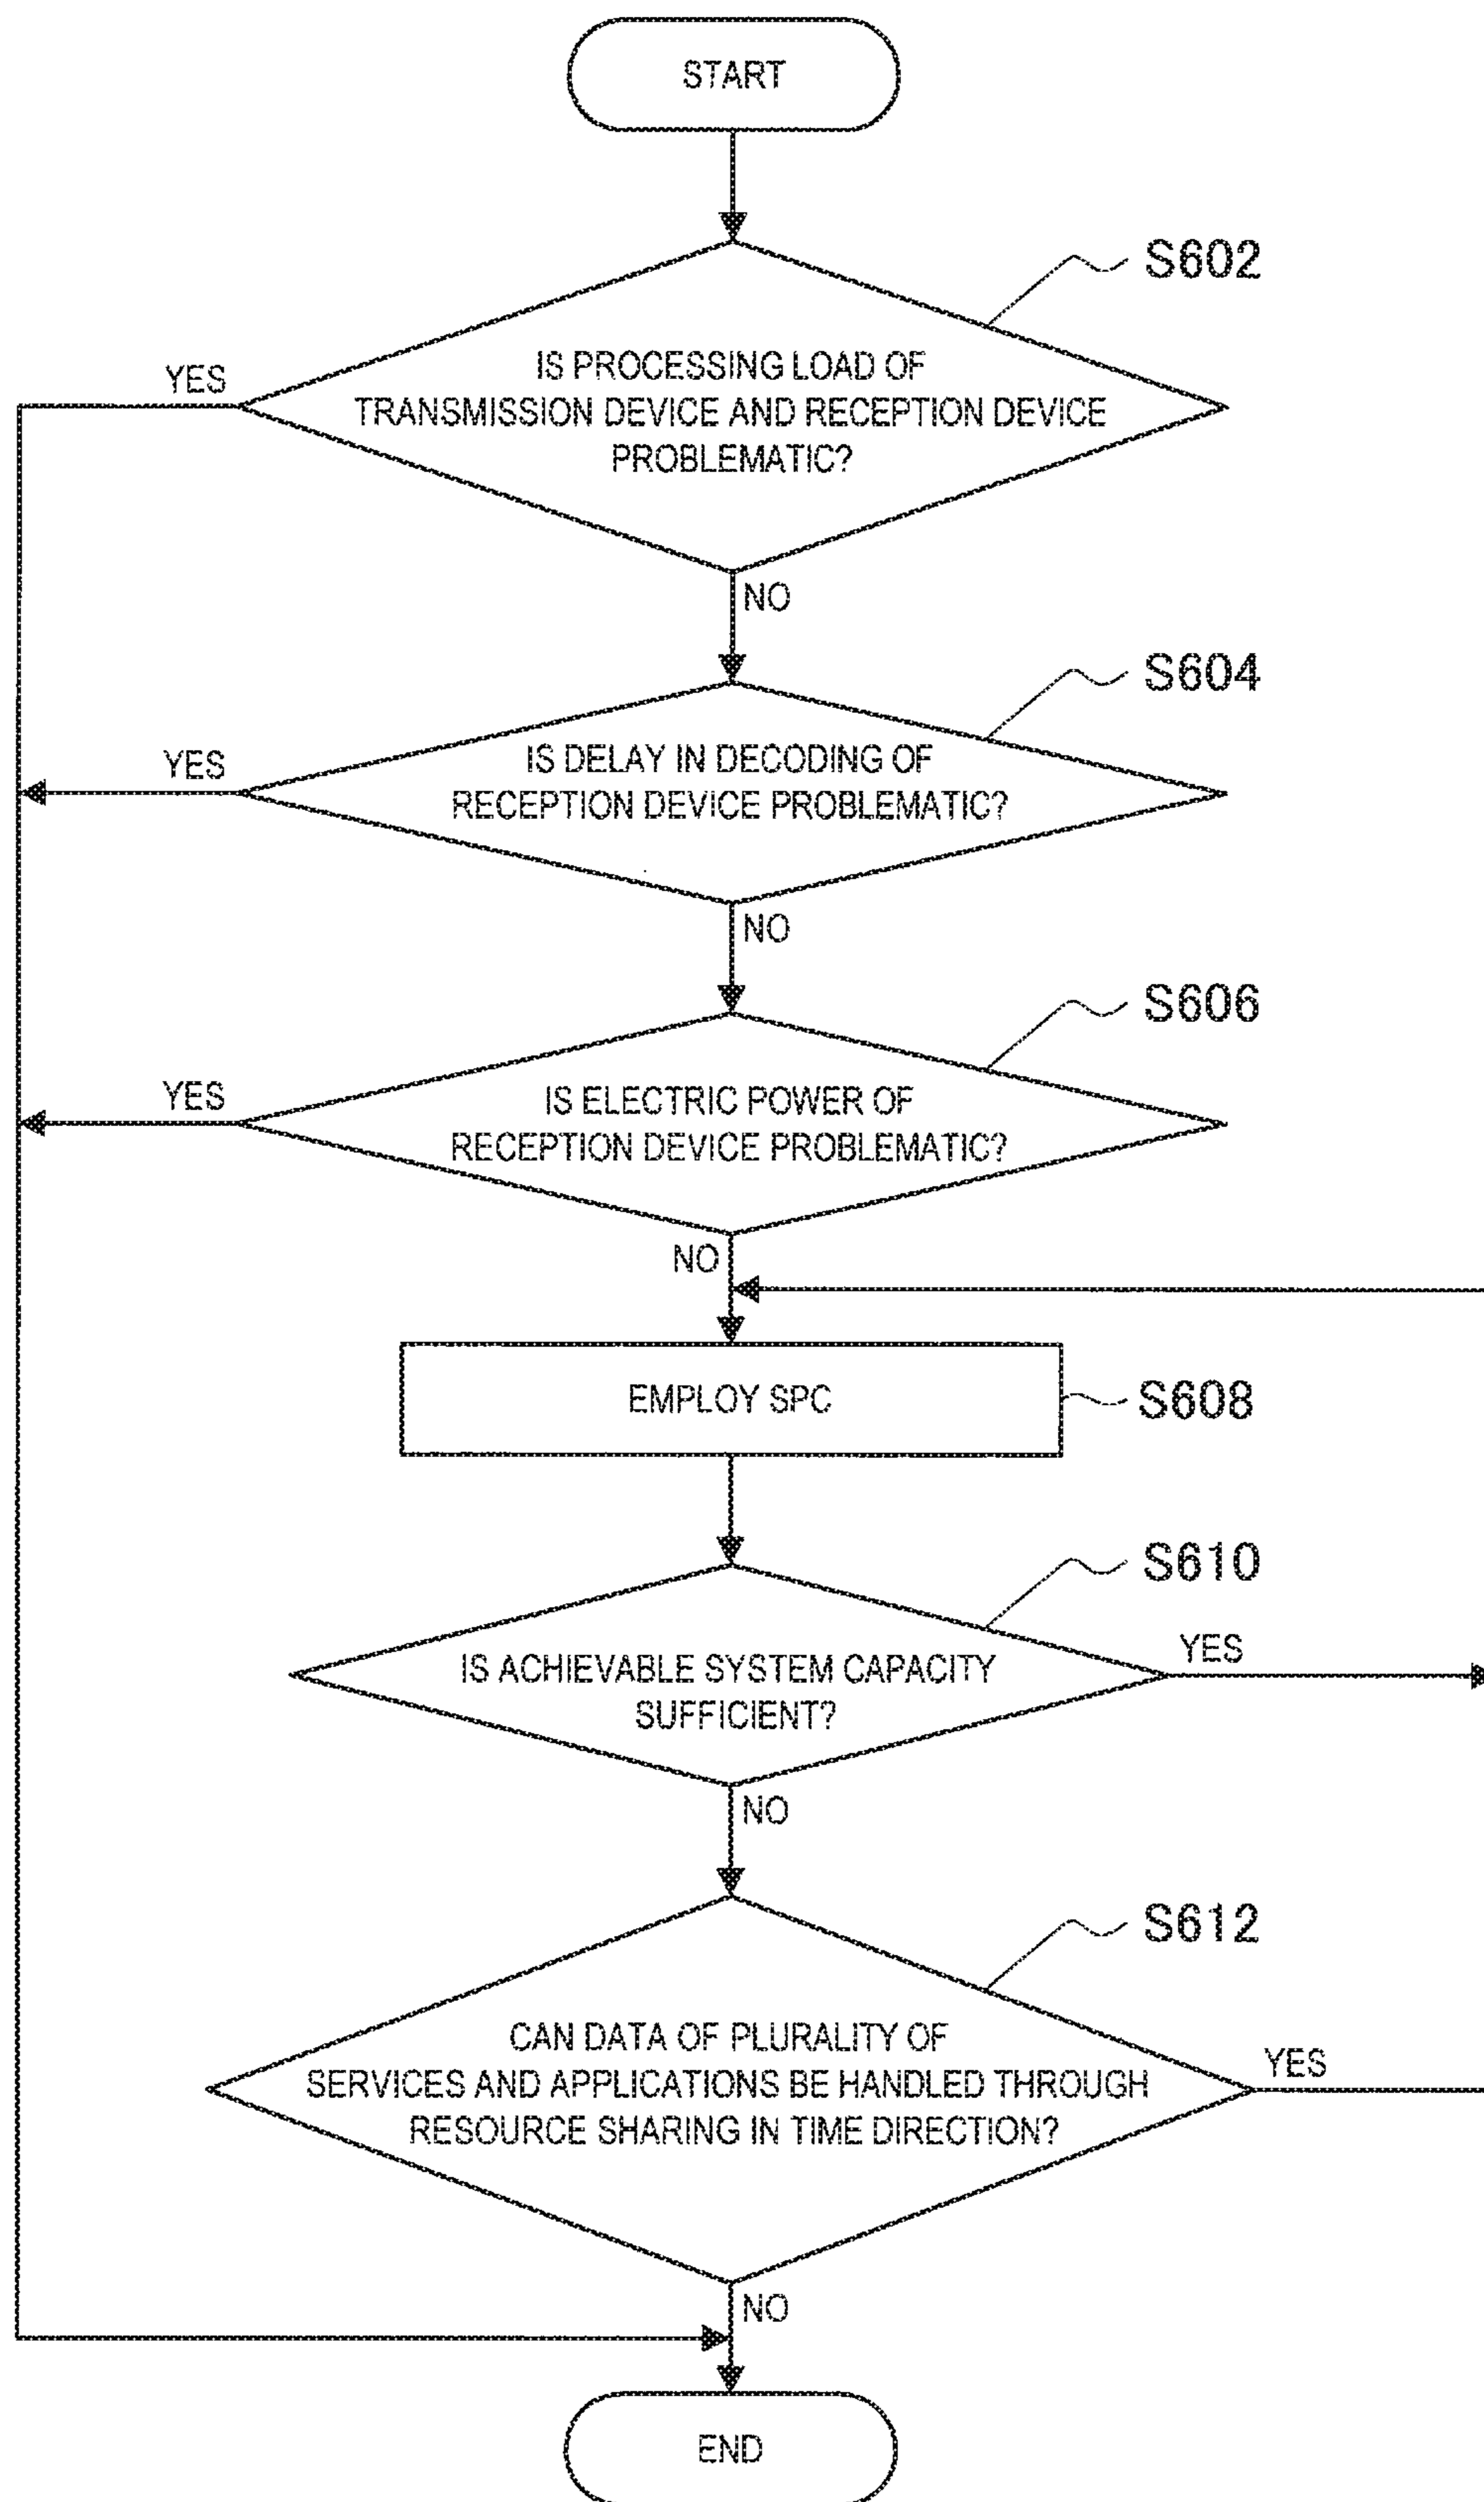 START
S602
YES
IS PROCESSING LOAD OF
TRANSMISSION DEVICE AND RECEPTION DEVICE
PROBLEMATIC?
NO
S604
YES
IS DELAY IN DECODING OF
RECEPTION DEVICE PROBLEMATIC?
NO
S606
YES
IS ELECTRIC POWER OF
RECEPTION DEVICE PROBLEMATIC?
NO
EMPLOY SPC
S608
S610
IS ACHIEVABLE SYSTEM CAPACITY
SUFFICIENT?
YES
NO
S612
CAN DATA OF PLURALITY OF
SERVICES AND APPLICATIONS BE HANDLED THROUGH
RESOURCE SHARING IN TIME DIRECTION?
YES
NO
END